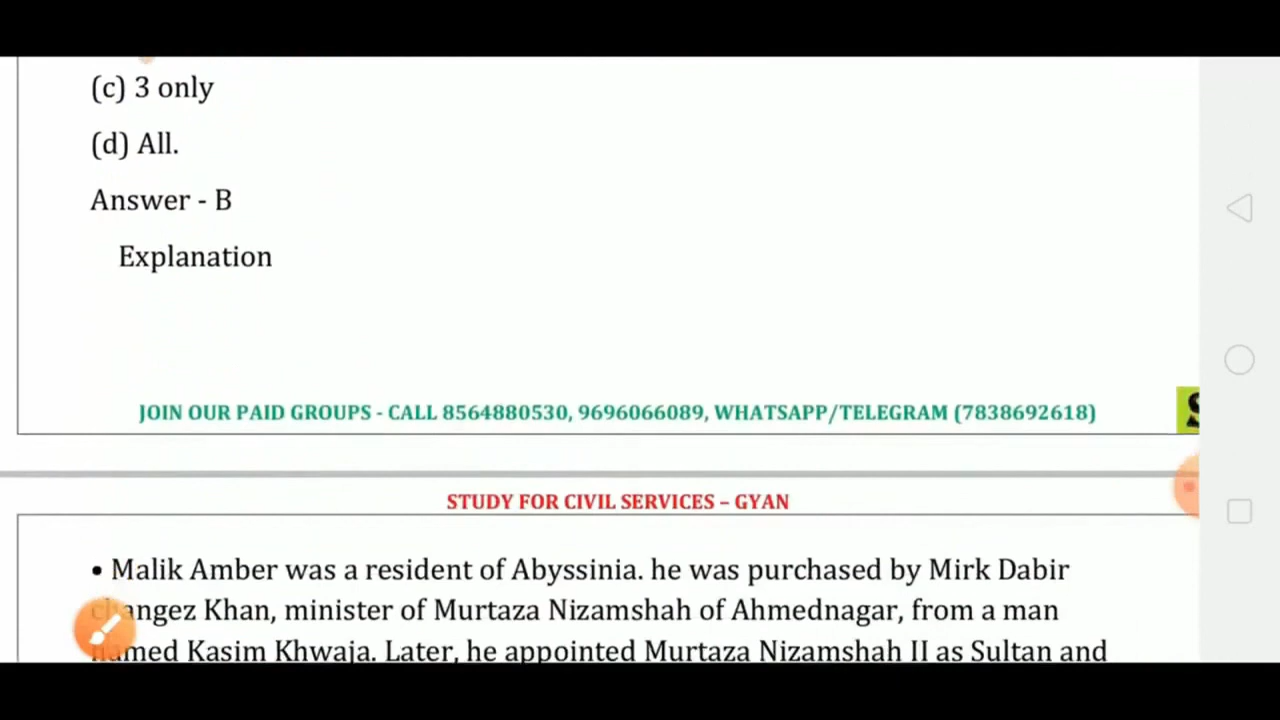 (c) 3 only
(d) All.
Answer - B
Explanation
JOIN OUR PAID GROUPS - CALL 8564880530, 9696066089, WHATSAPP/TELEGRAM (7838692618)
S
STUDY FOR CIVIL SERVICES – GYAN
• Malik Amber was a resident of Abyssinia. he was purchased by Mirk Dabir
changez Khan, minister of Murtaza Nizamshah of Ahmednagar, from a man
named Kasim Khwaja. Later, he appointed Murtaza Nizamshah II as Sultan and